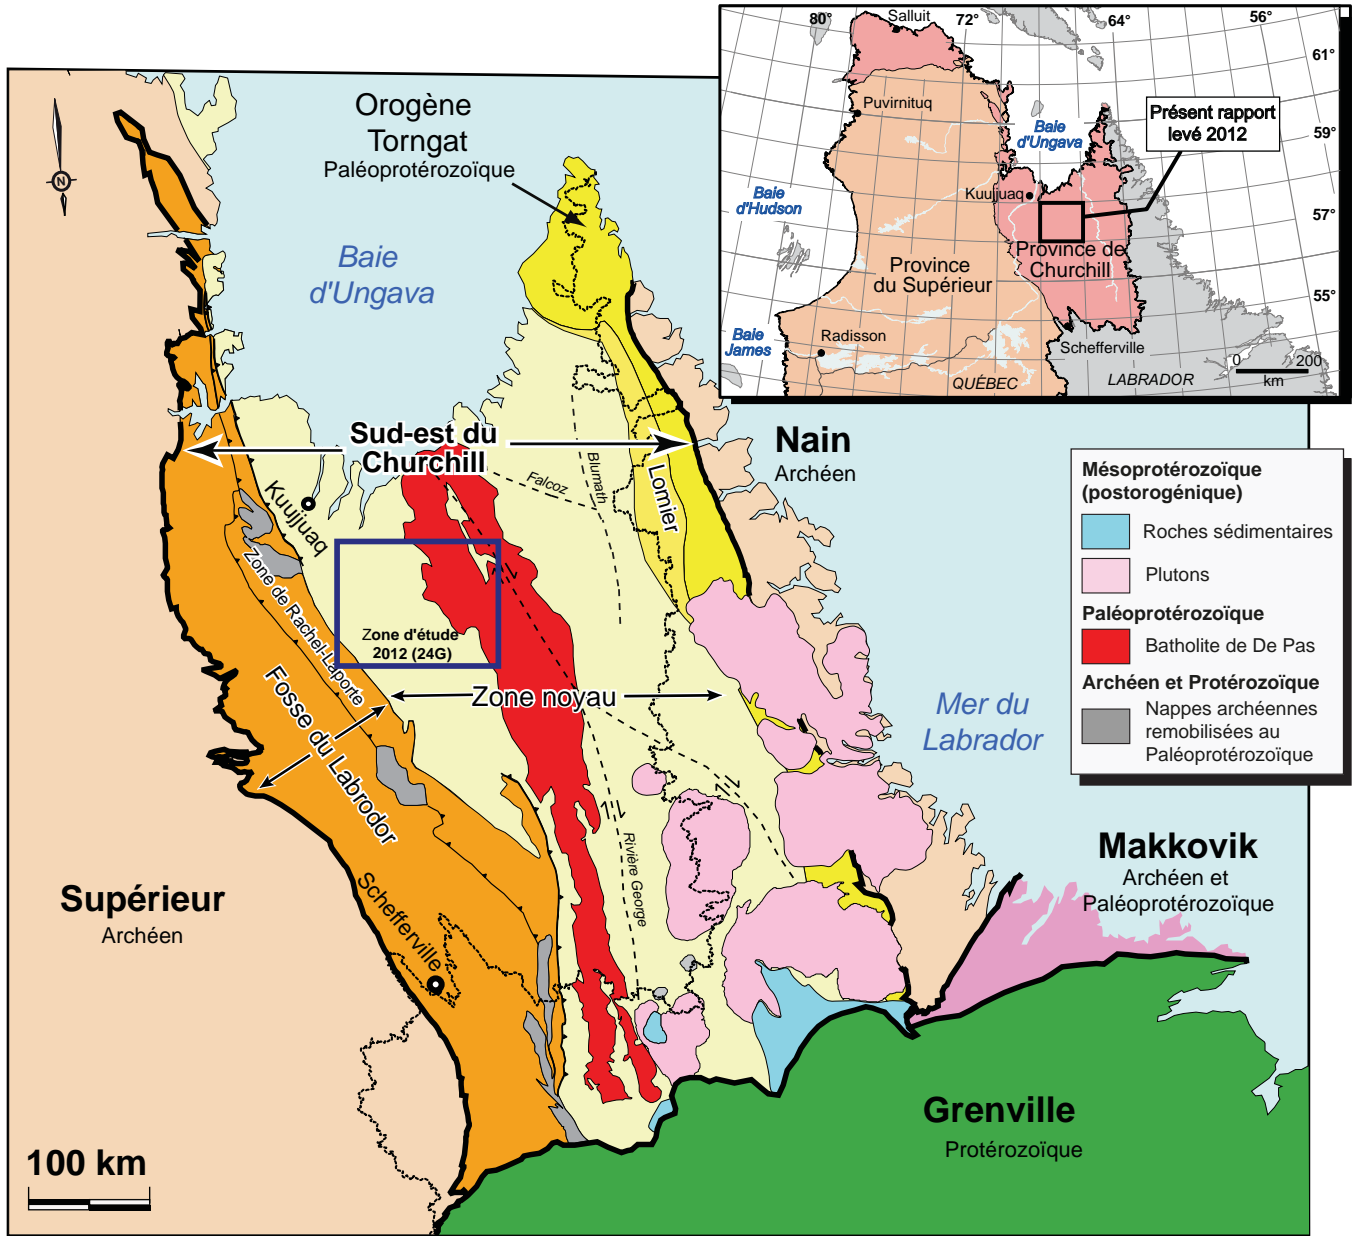 80°
Salluit
72°
64°
56°
61°
Puvirnituq
Présent rapport
levé 2012
Baie
d'Ungava
59°
Baie
d'Hudson
Kuujjuaq
57°
Province de
Churchill
Province
du Supérieur
55°
Baie
James
Radisson
Schefferville
QUÉBEC
LABRADOR
0
200
km
N
Orogène
Torngat
Paléoprotérozoïque
Baie
d'Ungava
Sud-est du
Churchill
Nain
Archéen
Kuujjuaq
Falcoz
Blumath
Lomier
Zone de Rachel-Laporte
Zone d'étude
2012 (24G)
Fosse du Labrodor
Zone noyau
Mer du
Labrador
Rivière George
Schefferville
Supérieur
Archéen
Makkovik
Archéen et
Paléoprotérozoïque
Grenville
Protérozoïque
100 km
Mésoprotérozoïque
(postorogénique)
Roches sédimentaires
Plutons
Paléoprotérozoïque
Batholite de De Pas
Archéen et Protérozoïque
Nappes archéennes
remobilisées au
Paléoprotérozoïque